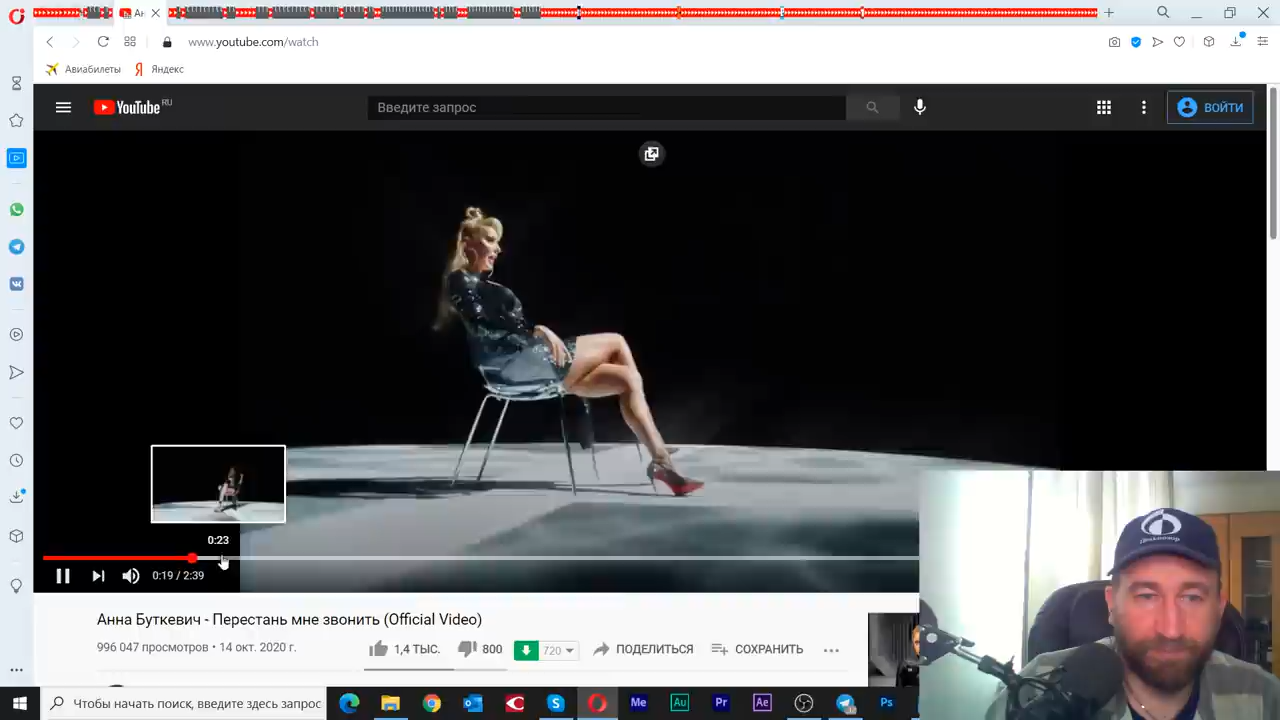 www.youtube.com/watch
Авиабилеты
Яндекс
YouTube RU
Введите запрос
ВОЙТИ
0:23
0:19 / 2:39
Анна Буткевич - Перестань мне звонить (Official Video)
996 047 просмотров • 14 окт. 2020 г.
1,4 ТЫС.
800
720
ПОДЕЛИТЬСЯ
СОХРАНИТЬ
Чтобы начать поиск, введите здесь запрос
Me
Au
Pr
Ae
Ps